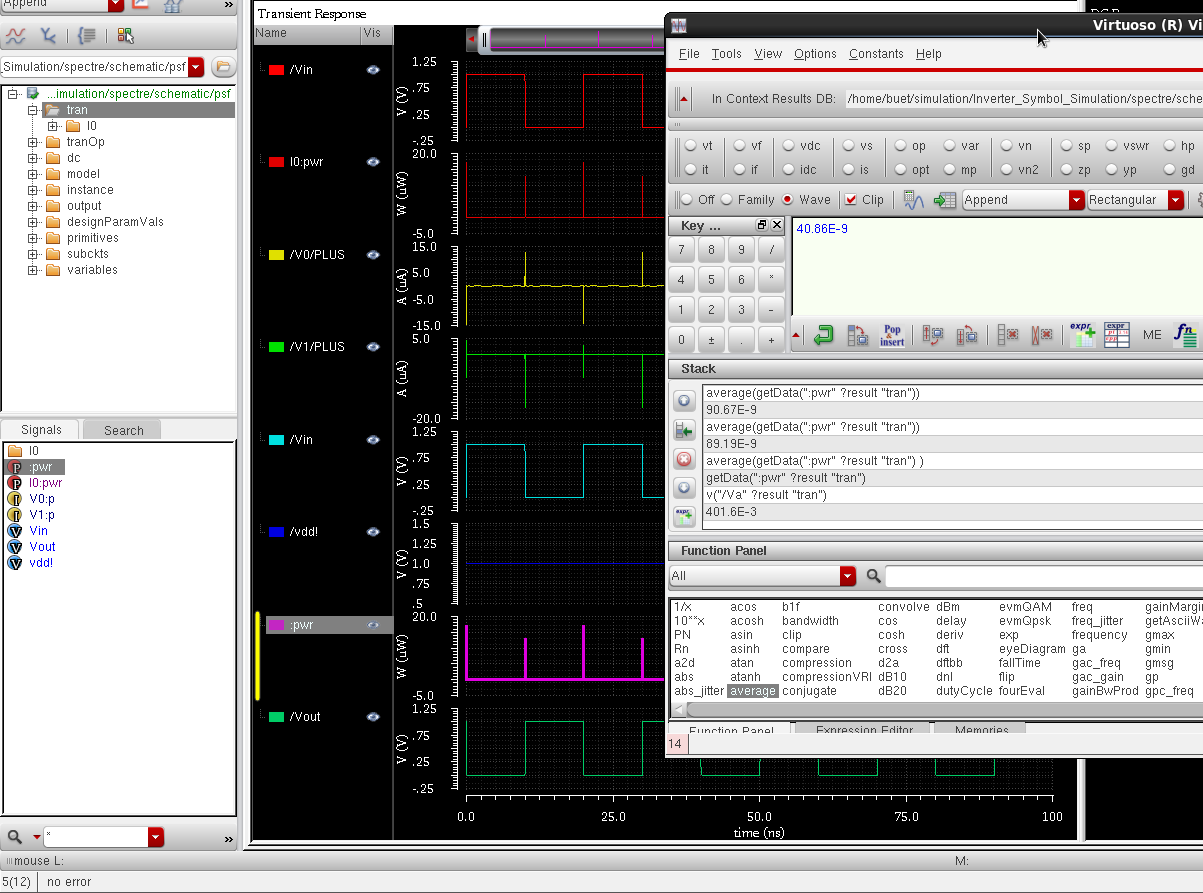 Append
»
Simulation/spectre/schematic/psf
...imulation/spectre/schematic/psf
tran
I0
tranOp
dc
model
instance
output
designParamVals
primitives
subckts
variables
Signals
Search
I0
:pwr
I0:pwr
V0:p
V1:p
Vin
Vout
vdd!
*
»
mouse L:
M:
5(12)
no error
Transient Response
Name
Vis
/Vin
I0:pwr
/V0/PLUS
/V1/PLUS
/Vin
/vdd!
:pwr
/Vout
V (V)
1.25
.75
.25
-.25
W (uW)
20.0
-5.0
A (uA)
15.0
5.0
-5.0
-15.0
A (uA)
5.0
-20.0
V (V)
1.25
.75
.25
-.25
V (V)
1.5
1.25
1.0
.75
.5
W (uW)
20.0
-5.0
V (V)
1.25
.75
.25
-.25
0.0
25.0
50.0
75.0
100
time (ns)
Virtuoso (R) Vi
File Tools View Options Constants Help
In Context Results DB:
/home/buet/simulation/Inverter_Symbol_Simulation/spectre/sche
vt vf vdc vs op var vn sp vswr hp
it if idc is opt mp vn2 zp yp gd
Off Family Wave Clip
Append
Rectangular
Key ...
7 8 9 /
4 5 6 *
1 2 3 -
0 ± . +
40.86E-9
Pop
insert
expr
expr
ME
fn
Stack
average(getData(":pwr" ?result "tran"))
90.67E-9
average(getData(":pwr" ?result "tran"))
89.19E-9
average(getData(":pwr" ?result "tran") )
getData(":pwr" ?result "tran")
v("/Va" ?result "tran")
401.6E-3
expr
Function Panel
All
1/x acos b1f convolve dBm evmQAM freq gainMargi
10**x acosh bandwidth cos delay evmQpsk freq_jitter getAsciiWa
PN asin clip cosh deriv exp frequency gmax
Rn asinh compare cross dft eyeDiagram ga gmin
a2d atan compression d2a dftbb fallTime gac_freq gmsg
abs atanh compressionVRI dB10 dnl flip gac_gain gp
abs_jitter average conjugate dB20 dutyCycle fourEval gainBwProd gpc_freq
Function Panel
Expression Editor
Memories
14